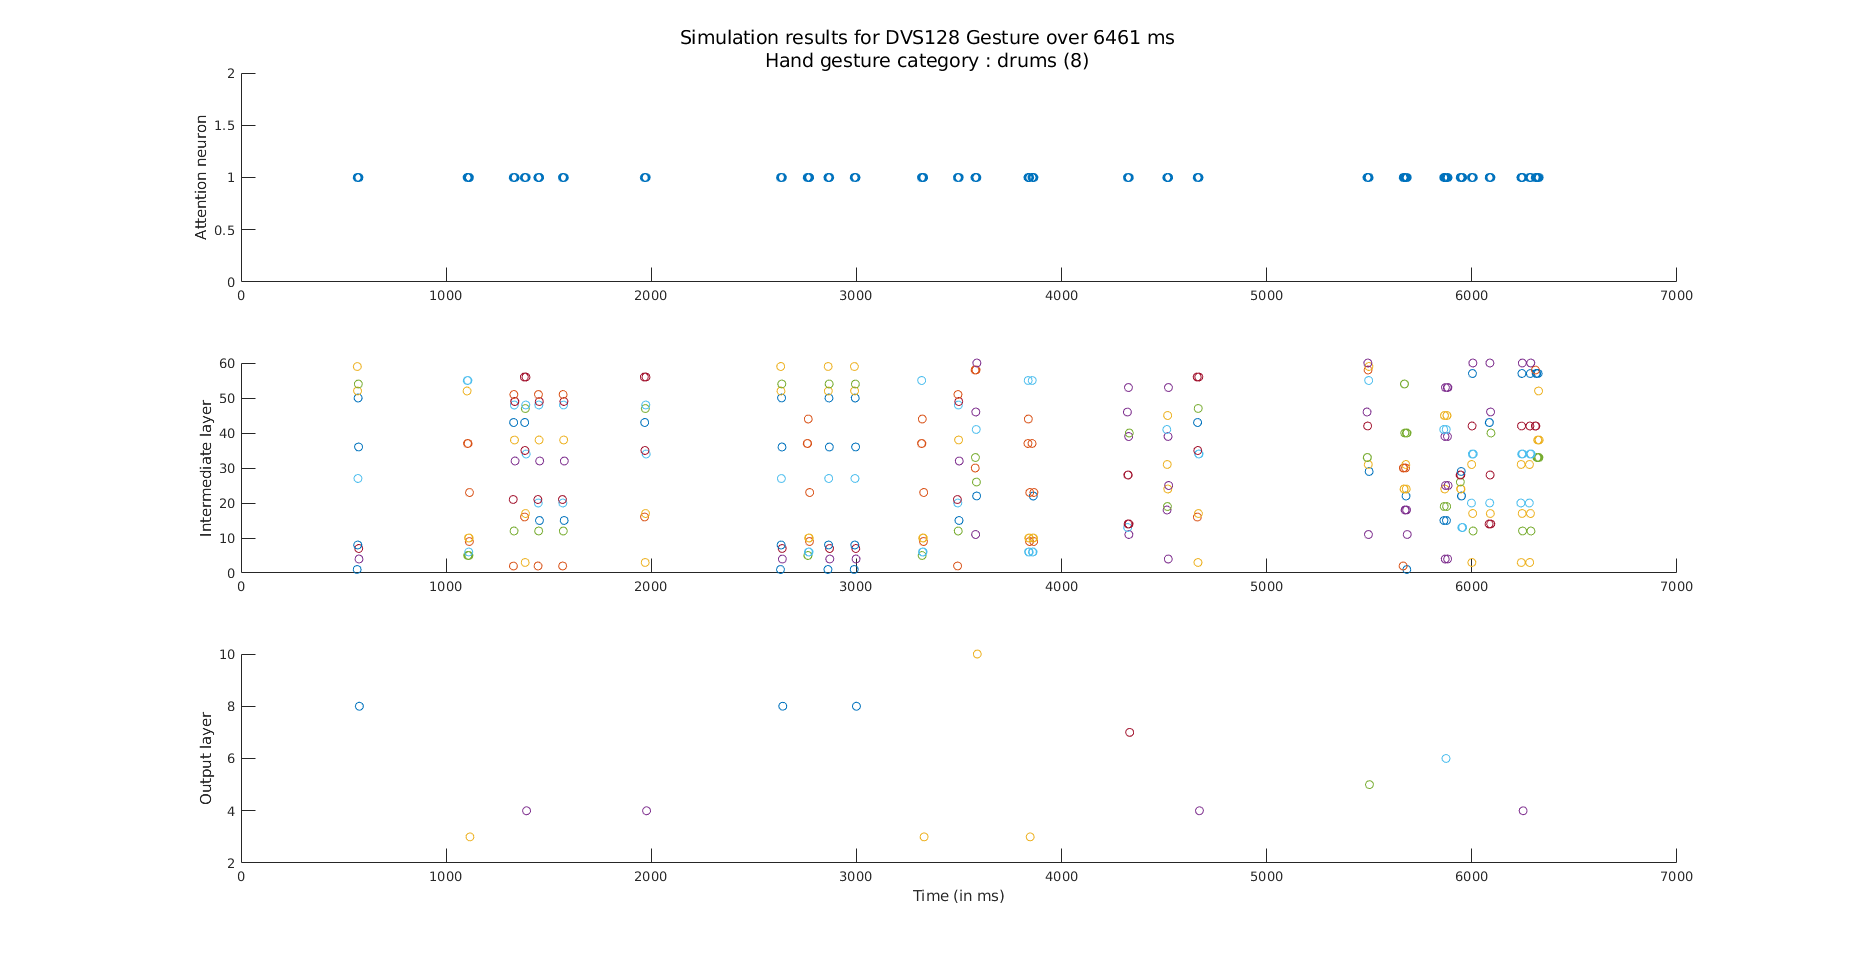 Simulation results for DVS128 Gesture over 6461 ms
Hand gesture category : drums (8)
Attention neuron
2
1.5
1
0.5
0
0 1000 2000 3000 4000 5000 6000 7000
Intermediate layer
60
50
40
30
20
10
0
0 1000 2000 3000 4000 5000 6000 7000
Output layer
10
8
6
4
2
0 1000 2000 3000 4000 5000 6000 7000
Time (in ms)